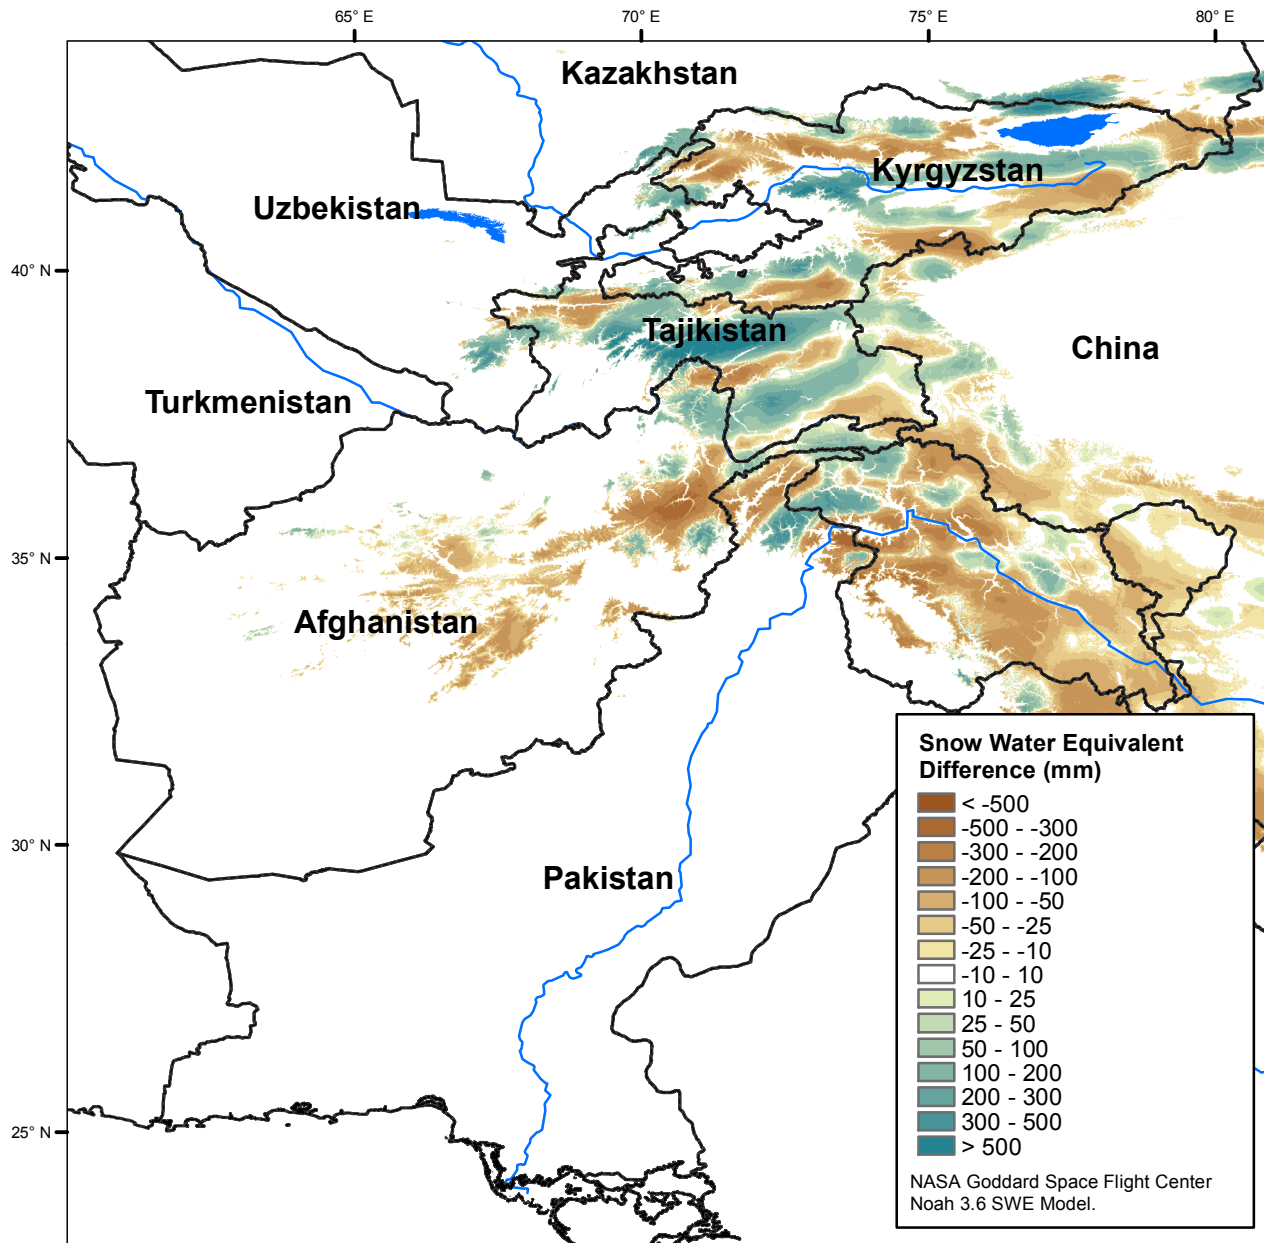 65° E
70° E
75° E
80° E
Kazakhstan
Kyrgyzstan
Uzbekistan
40° N
Tajikistan
China
Turkmenistan
35° N
Afghanistan
30° N
Pakistan
25° N
Snow Water Equivalent
Difference (mm)
< -500
-500 - -300
-300 - -200
-200 - -100
-100 - -50
-50 - -25
-25 - -10
-10 - 10
10 - 25
25 - 50
50 - 100
100 - 200
200 - 300
300 - 500
> 500
NASA Goddard Space Flight Center
Noah 3.6 SWE Model.